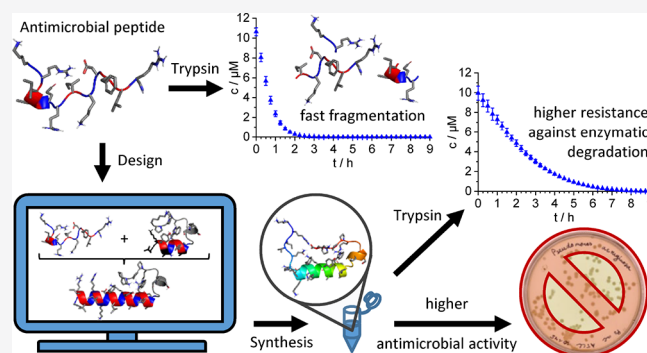 Antimicrobial peptide
Trypsin
Design
c / µM
12
10
8
6
4
2
0
fast fragmentation
0 1 2 3 4 5 6 7 8 9
t / h
c / µM
12
10
8
6
4
2
0
higher resistance
against enzymatic
degradation
0 1 2 3 4 5 6 7 8
t / h
+
Synthesis
Trypsin
higher
antimicrobial activity
Pseudomonas aeruginosa